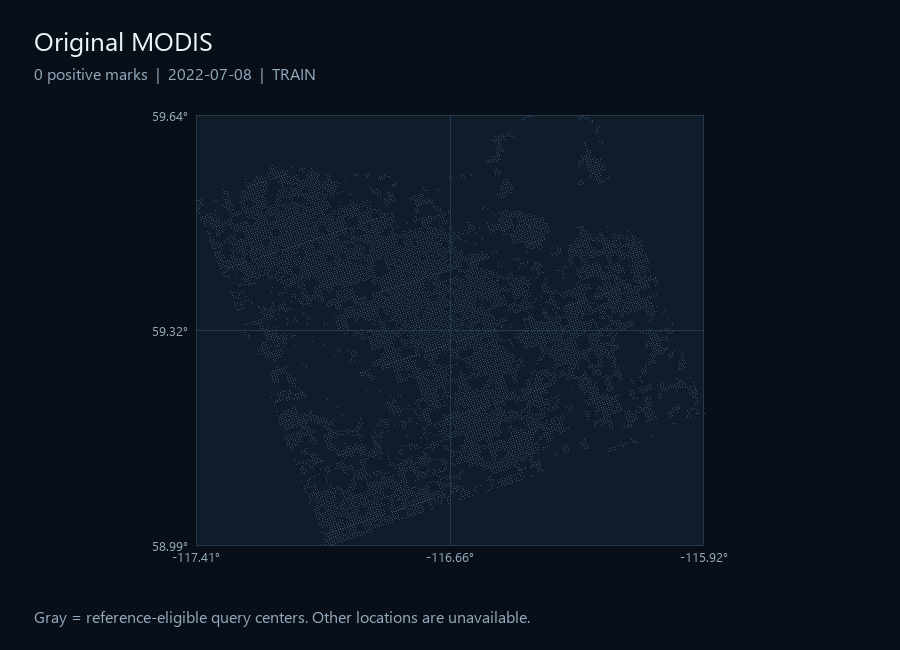 Original MODIS
0 positive marks | 2022-07-08 | TRAIN
59.64°
59.32°
58.99°
-117.41° -116.66° -115.92°
Gray = reference-eligible query centers. Other locations are unavailable.